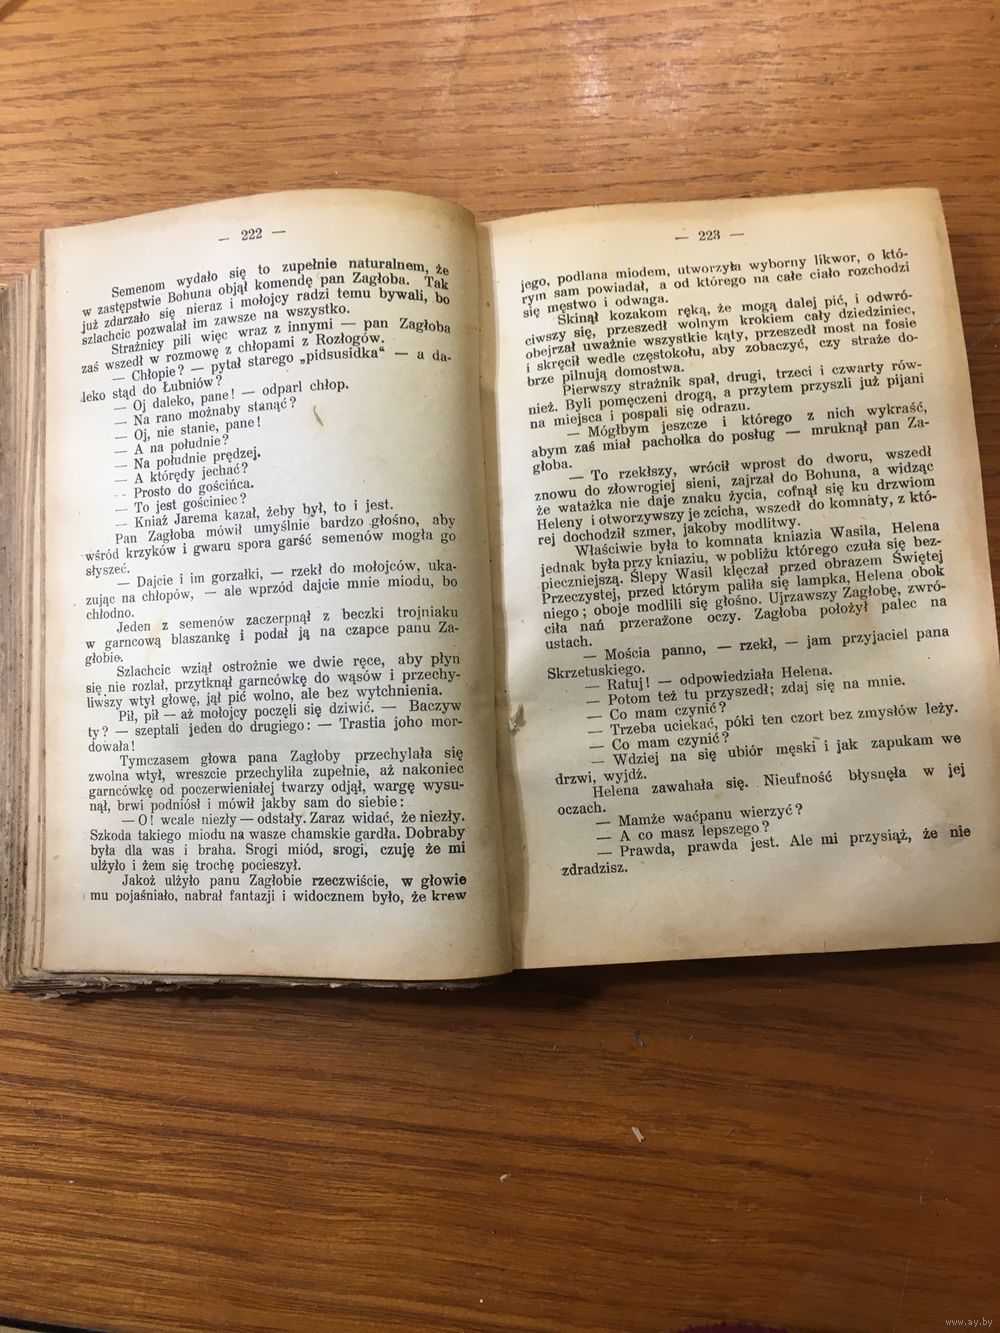 — 222 —
Semenom wydało się to zupełnie naturalnem, że
w zastępstwie Bohuna objął komendę pan Zagłoba. Tak
już zdarzało się nieraz i mołojcy radzi temu bywali, bo
szlachcic pozwalał im zawsze na wszystko.
Strażnicy pili więc wraz z innymi — pan Zagłoba
zaś wszedł w rozmowę z chłopami z Rozłogów.
— Chłopie? — pytał starego „pidsusidka“ — a da-
leko stąd do Łubniów?
— Oj daleko, pane! — odparł chłop.
— Na rano możnaby stanąć?
— Oj, nie stanie, pane!
— A na południe?
— Na południe prędzej.
— A którędy jechać?
— Prosto do gościńca.
— To jest gościniec?
— Kniaź Jarema kazał, żeby był, to i jest.
Pan Zagłoba mówił umyślnie bardzo głośno, aby
wśród krzyków i gwaru spora garść semenów mogła go
słyszeć.
— Dajcie i im gorzałki, — rzekł do mołojców, uka-
zując na chłopów, — ale wprzód dajcie mnie miodu, bo
chłodno.
Jeden z semenów zaczerpnął z beczki trojniaku
w garncową blaszankę i podał ją na czapce panu Za-
głobie.
Szlachcic wziął ostrożnie we dwie ręce, aby płyn
się nie rozlał, przytknął garncówkę do wąsów i przechy-
liwszy wtył głowę, jął pić wolno, ale bez wytchnienia.
Pił, pił — aż mołojcy poczęli się dziwić. — Baczyw
ty? — szeptali jeden do drugiego: — Trastia joho mor-
dowała!
Tymczasem głowa pana Zagłoby przechylała się
zwolna wtył, wreszcie przechyliła zupełnie, aż nakoniec
garncówkę od poczerwieniałej twarzy odjął, wargę wysu-
nął, brwi podniósł i mówił jakby sam do siebie:
— O! wcale niezły — odstały. Zaraz widać, że niezły.
Szkoda takiego miodu na wasze chamskie gardła. Dobraby
była dla was i braha. Srogi miód, srogi, czuję że mi
ulżyło i żem się trochę pocieszył.
Jakoż ulżyło panu Zagłobie rzeczwiście, w głowie
mu pojaśniało, nabrał fantazji i widocznem było, że krew
— 223 —
jego, podlana miodem, utworzyła wyborny likwor, o któ-
rym sam powiadał, a od którego na całe ciało rozchodzi
się męstwo i odwaga.
Skinął kozakom ręką, że mogą dalej pić, i odwró-
ciwszy się, przeszedł wolnym krokiem cały dziedziniec,
obejrzał uważnie wszystkie kąty, przeszedł most na fosie
i skręcił wedle częstokołu, aby zobaczyć, czy straże do-
brze pilnują domostwa.
Pierwszy strażnik spał, drugi, trzeci i czwarty rów-
nież. Byli pomęczeni drogą, a przytem przyszli już pijani
na miejsca i pospali się odrazu.
— Mógłbym jeszcze i którego z nich wykraść,
abym zaś miał pachołka do posług — mruknął pan Za-
głoba.
— To rzekłszy, wrócił wprost do dworu, wszedł
znowu do złowrogiej sieni, zajrzał do Bohuna, a widząc
że watażka nie daje znaku życia, cofnął się ku drzwiom
Heleny i otworzywszy je zcicha, wszedł do komnaty, z któ-
rej dochodził szmer, jakoby modlitwy.
Właściwie była to komnata kniazia Wasila, Helena
jednak była przy kniaziu, w pobliżu którego czuła się bez-
pieczniejszą. Ślepy Wasil klęczał przed obrazem Świętej
Przeczystej, przed którym paliła się lampka, Helena obok
niego; oboje modlili się głośno. Ujrzawszy Zagłobę, zwró-
ciła nań przerażone oczy. Zagłoba położył palec na
ustach.
— Mościa panno, — rzekł, — jam przyjaciel pana
Skrzetuskiego.
— Ratuj! — odpowiedziała Helena.
— Potom też tu przyszedł; zdaj się na mnie.
— Co mam czynić?
— Trzeba uciekać, póki ten czort bez zmysłów leży.
— Co mam czynić?
— Wdziej na się ubiór męski i jak zapukam we
drzwi, wyjdź.
Helena zawahała się. Nieufność błysnęła w jej
oczach.
— Mamże waćpanu wierzyć?
— A co masz lepszego?
— Prawda, prawda jest. Ale mi przysiąż, że nie
zdradzisz.
www.ay.by